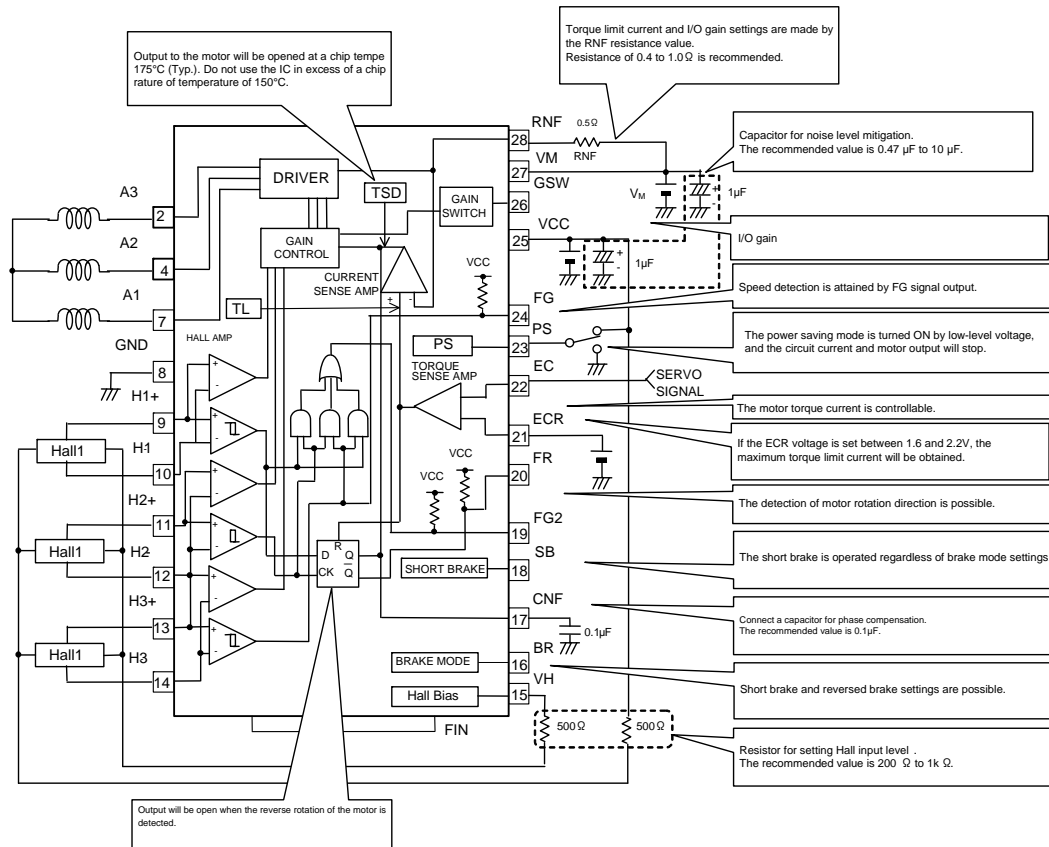 Torque limit current and I/O gain settings are made by
the RNF resistance value.
Resistance of 0.4 to 1.0Ω is recommended.
Output to the motor will be opened at a chip tempe
175°C (Typ.). Do not use the IC in excess of a chip
rature of temperature of 150°C.
RNF
0.5Ω
28
RNF
VM
27
GSW
26
VCC
25
Capacitor for noise level mitigation.
The recommended value is 0.47 µF to 10 µF.
VM
+
-
1µF
DRIVER
TSD
GAIN
SWITCH
A3
2
A2
4
A1
7
GND
8
GAIN
CONTROL
CURRENT
SENSE AMP
+
-
VCC
TL
+
-
1µF
I/O gain
FG
24
Speed detection is attained by FG signal output.
PS
PS
23
The power saving mode is turned ON by low-level voltage,
and the circuit current and motor output will stop.
HALL AMP
TORQUE
SENSE AMP
EC
22
SERVO
SIGNAL
The motor torque current is controllable.
ECR
21
If the ECR voltage is set between 1.6 and 2.2V, the
maximum torque limit current will be obtained.
H1+
9
H1-
10
Hall1
+
-
+
-
VCC
VCC
FR
20
The detection of motor rotation direction is possible.
H2+
11
H2-
12
Hall1
+
-
+
-
FG2
19
R
D
Q
CK
Q
SHORT BRAKE
SB
18
The short brake is operated regardless of brake mode settings
H3+
13
H3
14
Hall1
+
-
+
-
CNF
17
0.1µF
Connect a capacitor for phase compensation.
The recommended value is 0.1µF.
BRAKE MODE
BR
16
Short brake and reversed brake settings are possible.
Hall Bias
VH
15
FIN
500 Ω
500 Ω
Resistor for setting Hall input level .
The recommended value is 200 Ω to 1k Ω.
Output will be open when the reverse rotation of the motor is
detected.